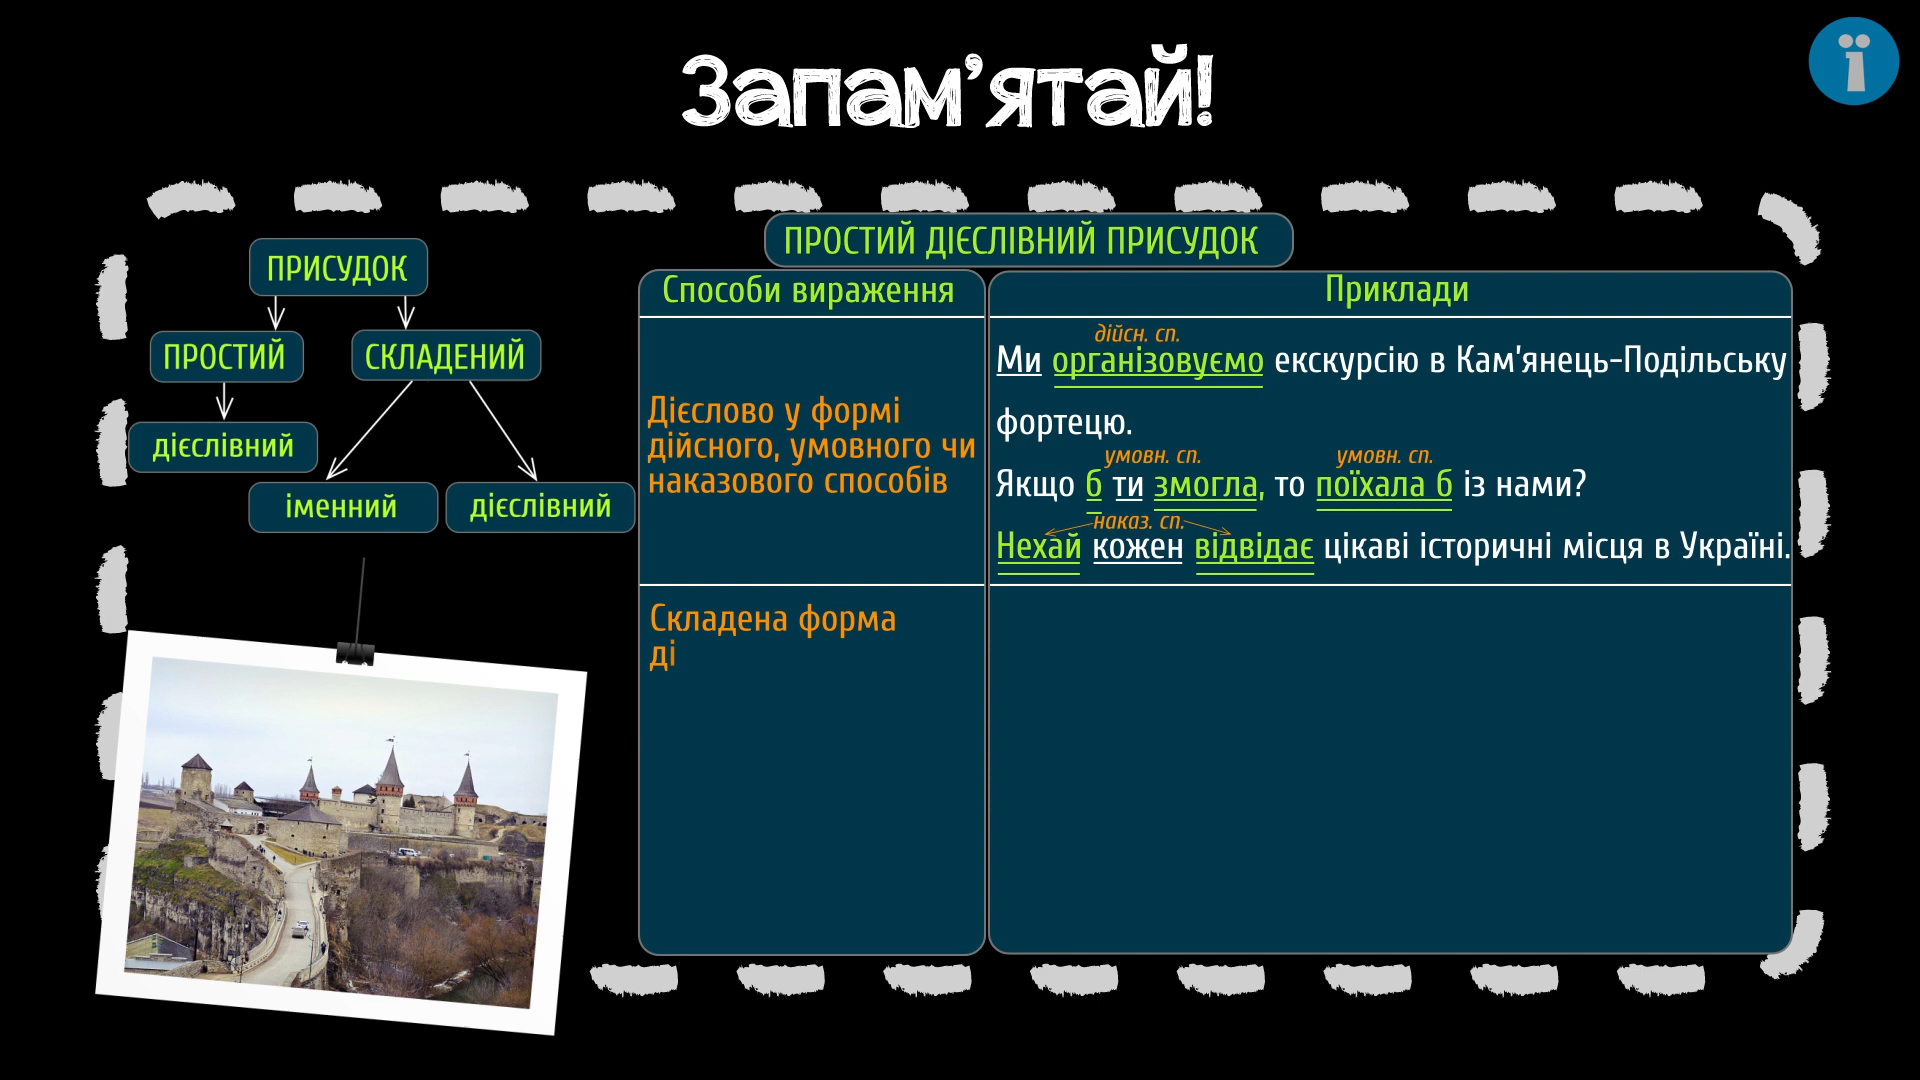 Запам’ятай!
ї
ПРИСУДОК
ПРОСТИЙ
СКЛАДЕНИЙ
дієслівний
іменний
дієслівний
ПРОСТИЙ ДІЄСЛІВНИЙ ПРИСУДОК
Способи вираження
Приклади
Дієслово у формі
дійсного, умовного чи
наказового способів
дійсн. сп.
Ми організовуємо екскурсію в Кам’янець-Подільську
фортецю.
умовн. сп. умовн. сп.
Якщо б ти змогла, то поїхала б із нами?
наказ. сп.
Нехай кожен відвідає цікаві історичні місця в Україні.
Складена форма
ді